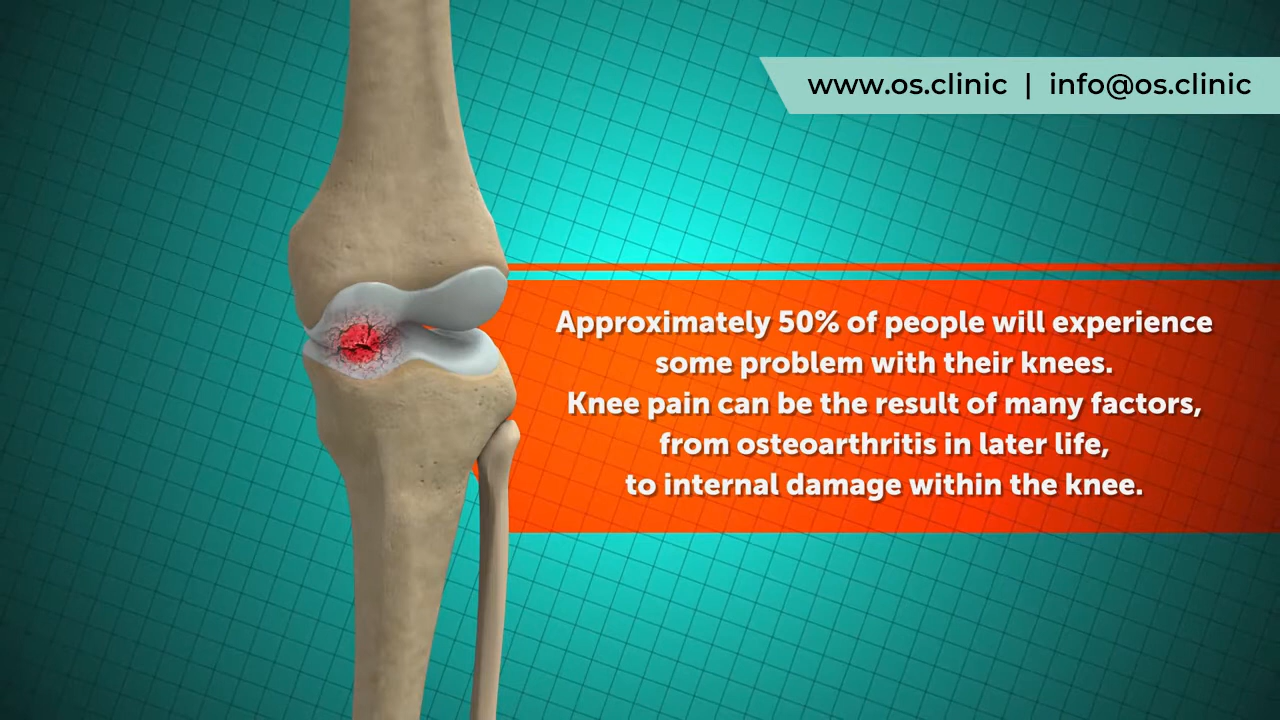 www.os.clinic | info@os.clinic
Approximately 50% of people will experience
some problem with their knees.
Knee pain can be the result of many factors,
from osteoarthritis in later life,
to internal damage within the knee.